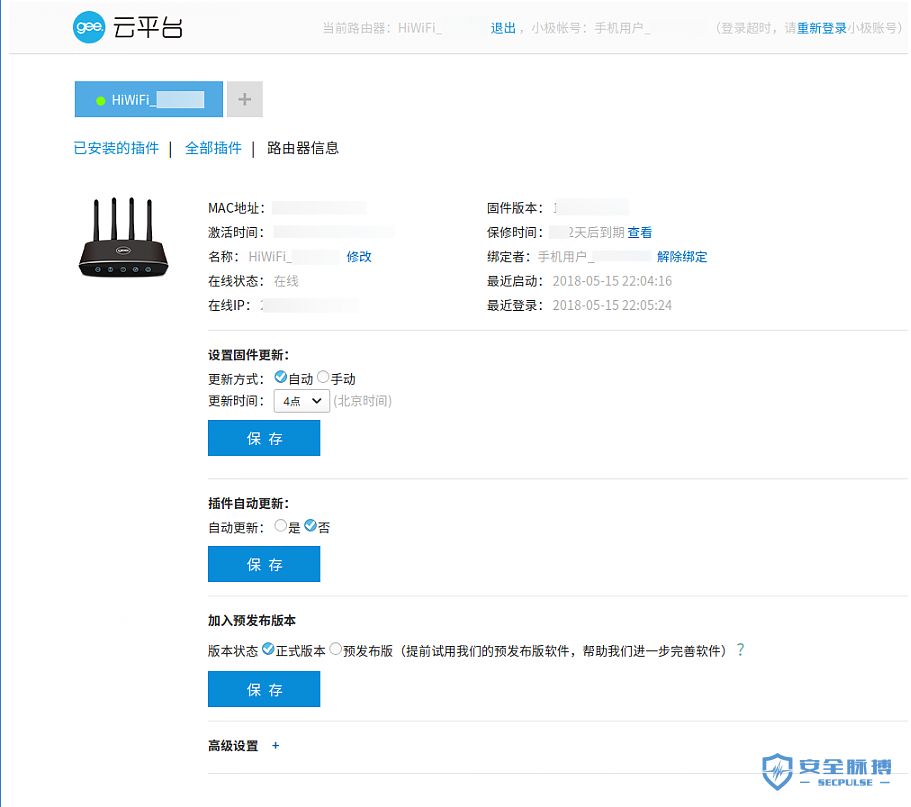 gee 云平台
当前路由器：HiWiFi_ 退出，小极帐号：手机用户_ （登录超时，请重新登录小极账号）
HiWiFi_ +
已安装的插件 | 全部插件 | 路由器信息
MAC地址： 固件版本：
激活时间： 保修时间： 2天后到期 查看
名称： HiWiFi_ 修改 绑定者：手机用户_ 解除绑定
在线状态： 在线 最近启动： 2018-05-15 22:04:16
在线IP： 最近登录： 2018-05-15 22:05:24
设置固件更新：
更新方式： 自动 手动
更新时间： 4点 (北京时间)
保 存
插件自动更新：
自动更新： 是 否
保 存
加入预发布版本
版本状态 正式版本 预发布版（提前试用我们的预发布版软件，帮助我们进一步完善软件） ?
保 存
高级设置 +
安全脉搏
SECPULSE